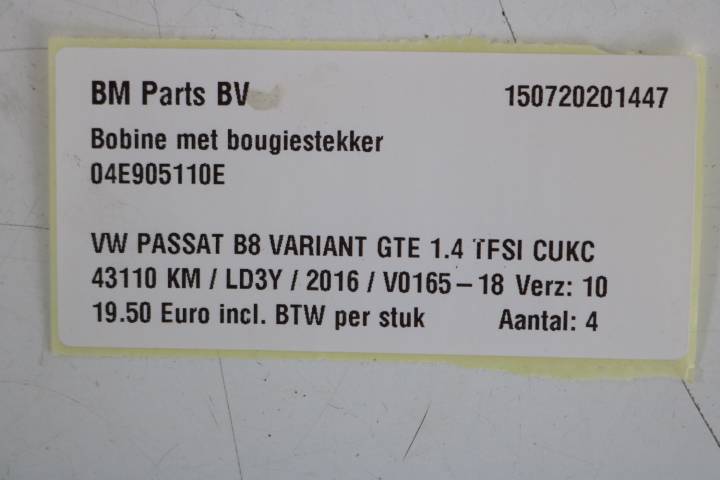 BM Parts BV 150720201447
Bobine met bougiestekker
04E905110E
VW PASSAT B8 VARIANT GTE 1.4 TFSI CUKC
43110 KM / LD3Y / 2016 / V0165 – 18 Verz: 10
19.50 Euro incl. BTW per stuk Aantal: 4